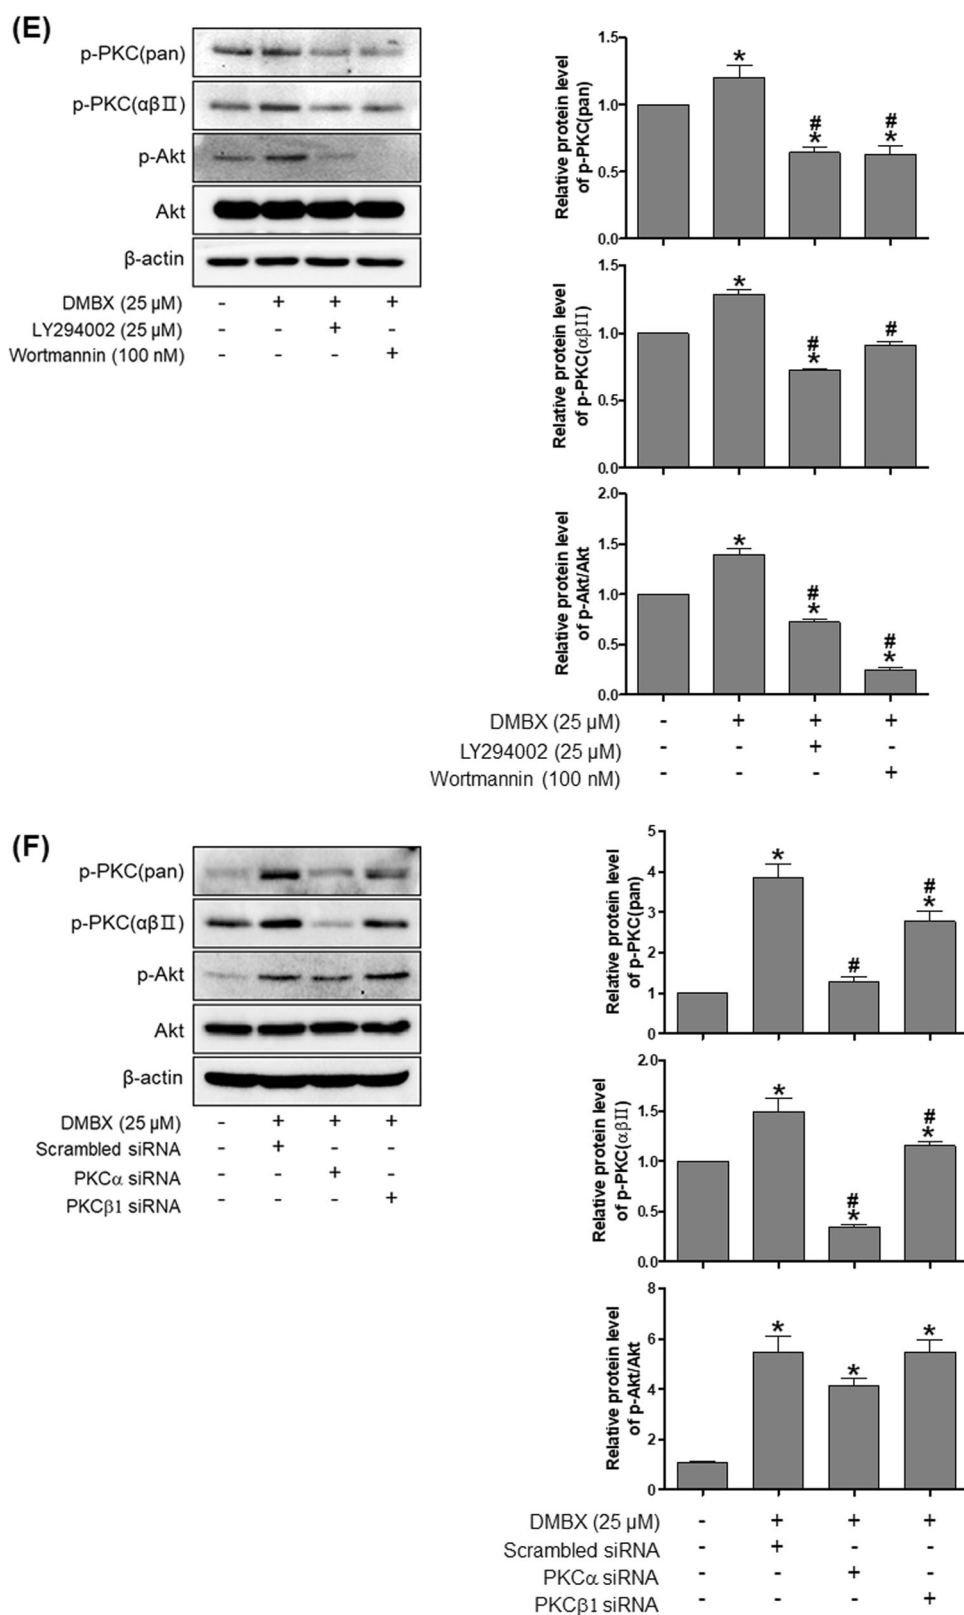 (E)
p-PKC(pan)
p-PKC(αβⅡ)
p-Akt
Akt
β-actin
DMBX (25 μM) - + + +
LY294002 (25 μM) - - + -
Wortmannin (100 nM) - - - +
Relative protein level
of p-PKC(pan)
1.5
1.0
0.5
0.0
*
#
*
#
*
Relative protein level
of p-PKC(αβII)
1.5
1.0
0.5
0.0
*
#
*
#
Relative protein level
of p-Akt/Akt
2.0
1.5
1.0
0.5
0.0
*
#
*
#
*
DMBX (25 μM) - + + +
LY294002 (25 μM) - - + -
Wortmannin (100 nM) - - - +
(F)
p-PKC(pan)
p-PKC(αβⅡ)
p-Akt
Akt
β-actin
DMBX (25 μM) - + + +
Scrambled siRNA - + - -
PKCα siRNA - - + -
PKCβ1 siRNA - - - +
Relative protein level
of p-PKC(pan)
5
4
3
2
1
0
*
#
#
*
Relative protein level
of p-PKC(αβII)
2.0
1.5
1.0
0.5
0.0
*
#
*
#
*
Relative protein level
of p-Akt/Akt
8
6
4
2
0
*
*
*
DMBX (25 μM) - + + +
Scrambled siRNA - + - -
PKCα siRNA - - + -
PKCβ1 siRNA - - - +